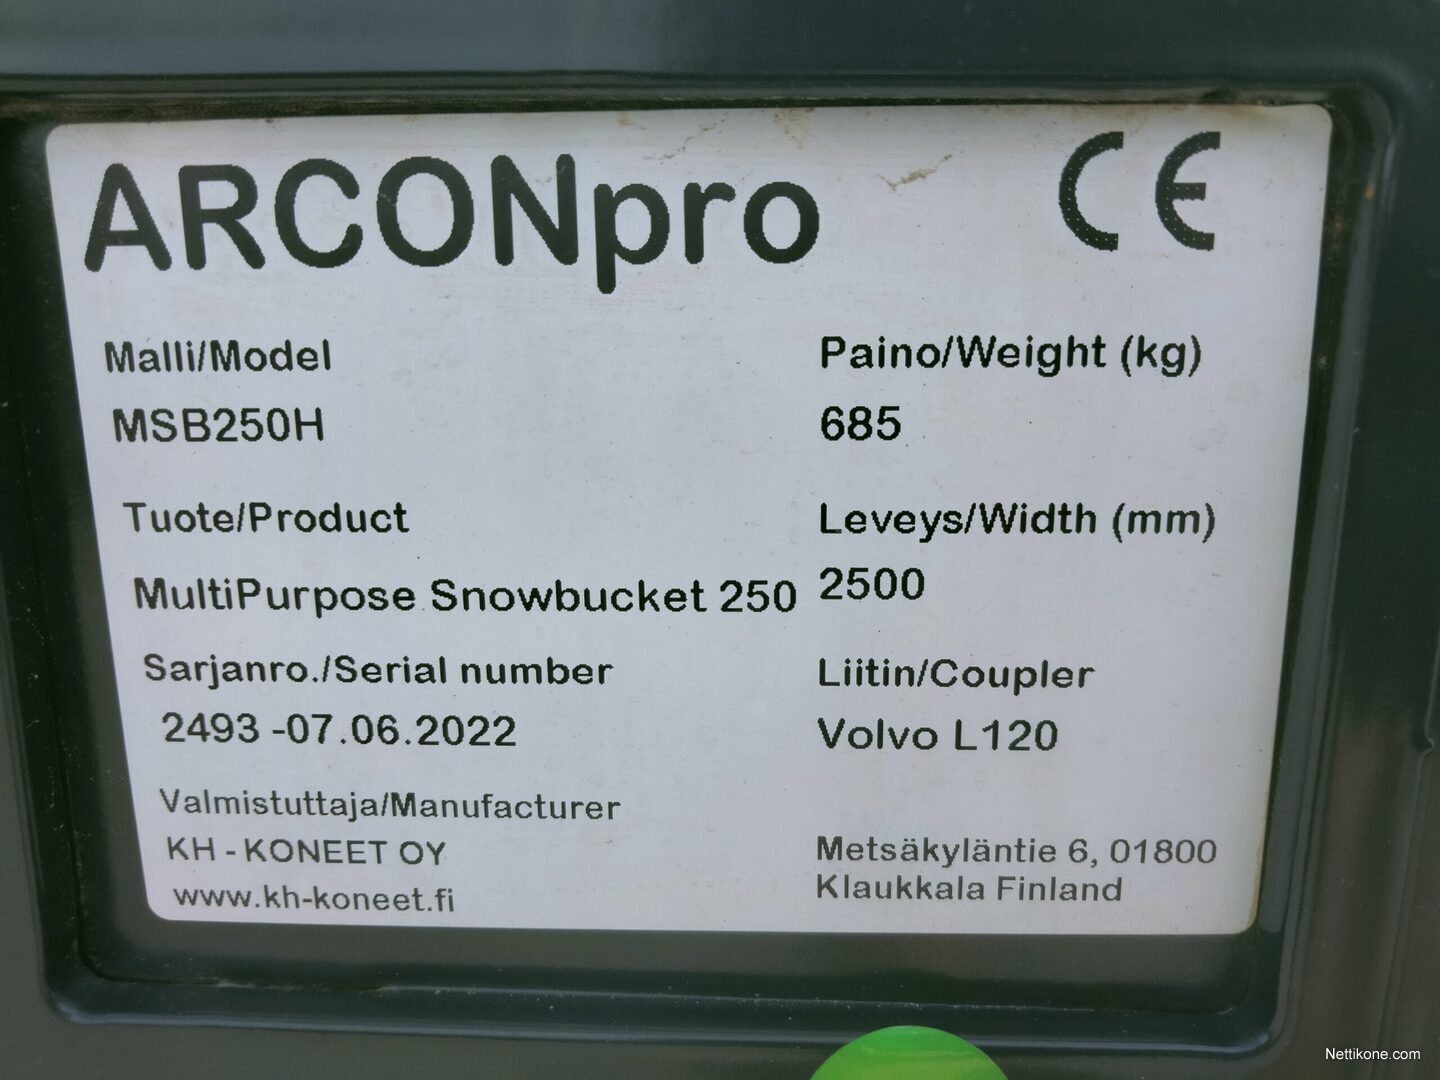 ARCONpro CE
Malli/Model
MSB250H
Tuote/Product
MultiPurpose Snowbucket 250
Sarjanro./Serial number
2493 -07.06.2022
Valmistuttaja/Manufacturer
KH - KONEET OY
www.kh-koneet.fi
Paino/Weight (kg)
685
Leveys/Width (mm)
2500
Liitin/Coupler
Volvo L120
Metsäkyläntie 6, 01800
Klaukkala Finland
Nettikone.com